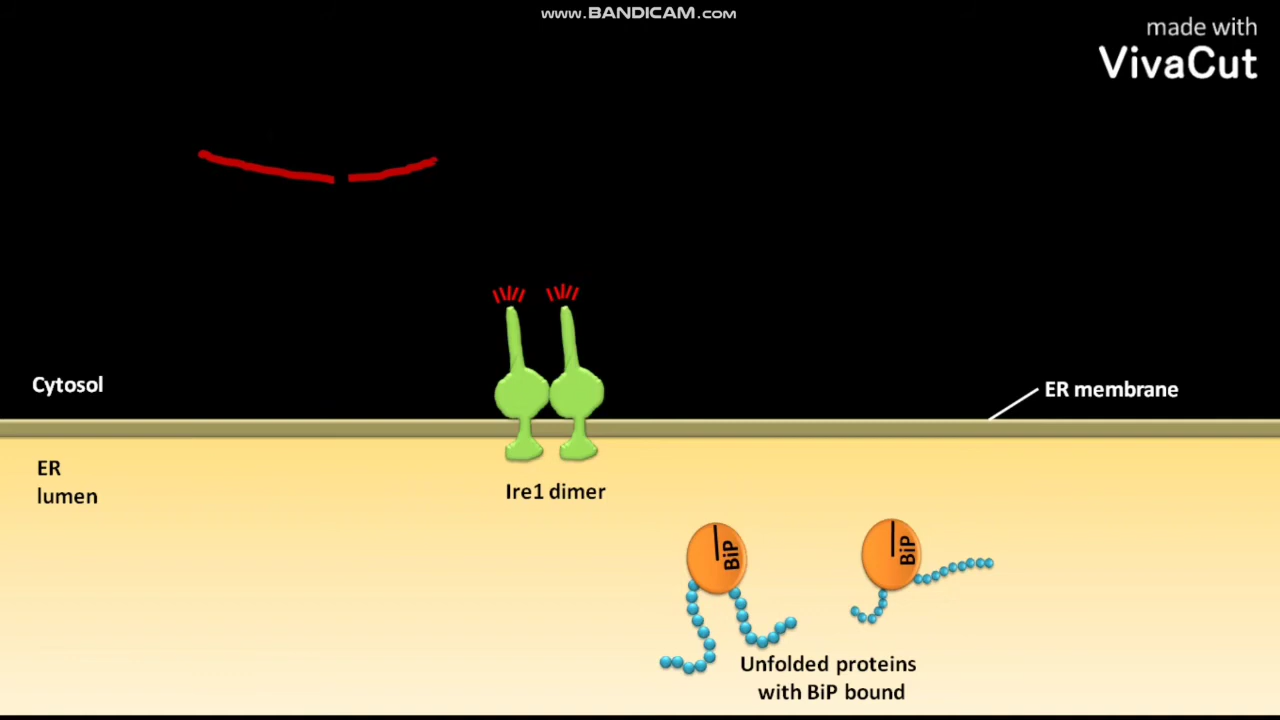 www.BANDICAM.com
made with
VivaCut
Cytosol
ER membrane
ER
lumen
Ire1 dimer
BiP
BiP
Unfolded proteins
with BiP bound